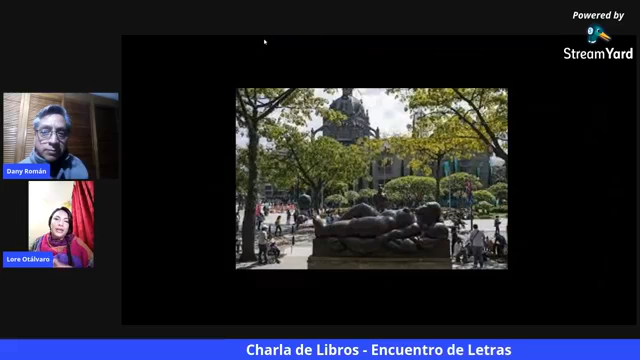 Powered by
StreamYard
Dany Román
Lore Otálvaro
Charla de Libros - Encuentro de Letras